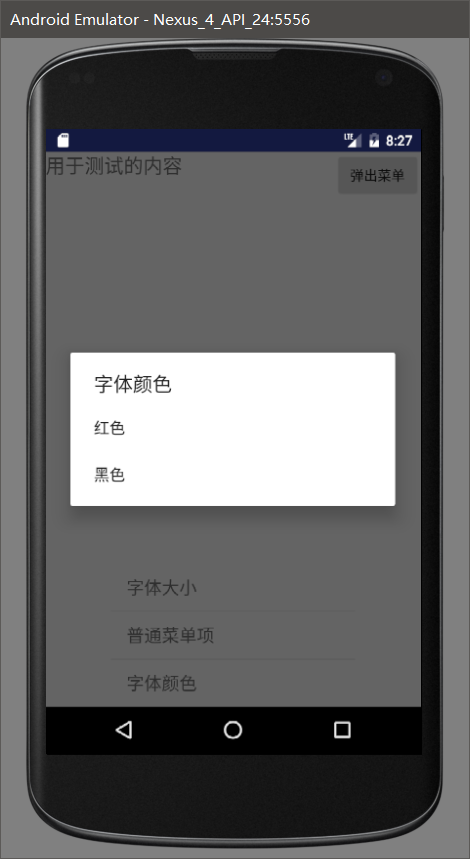 Android Emulator - Nexus_4_API_24:5556
LTE 8:27
用于测试的内容
弹出菜单
字体颜色
红色
黑色
字体大小
普通菜单项
字体颜色